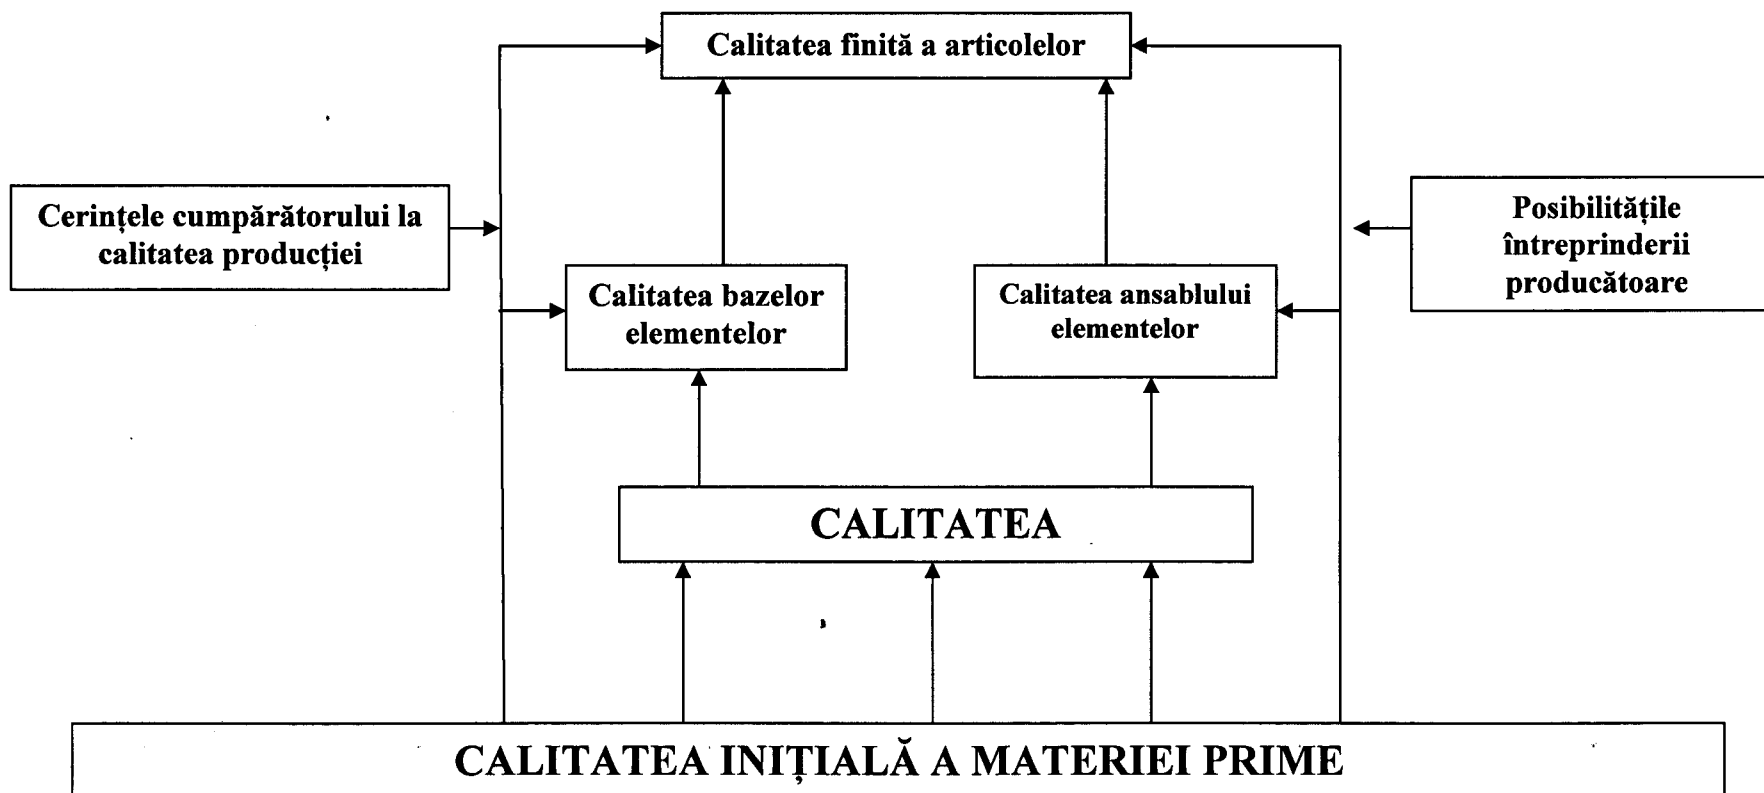 Calitatea finită a articolelor
Cerințele cumpărătorului la
calitatea producției
Posibilitățile
întreprinderii
producătoare
Calitatea bazelor
elementelor
Calitatea ansablului
elementelor
CALITATEA
CALITATEA INIȚIALĂ A MATERIEI PRIME